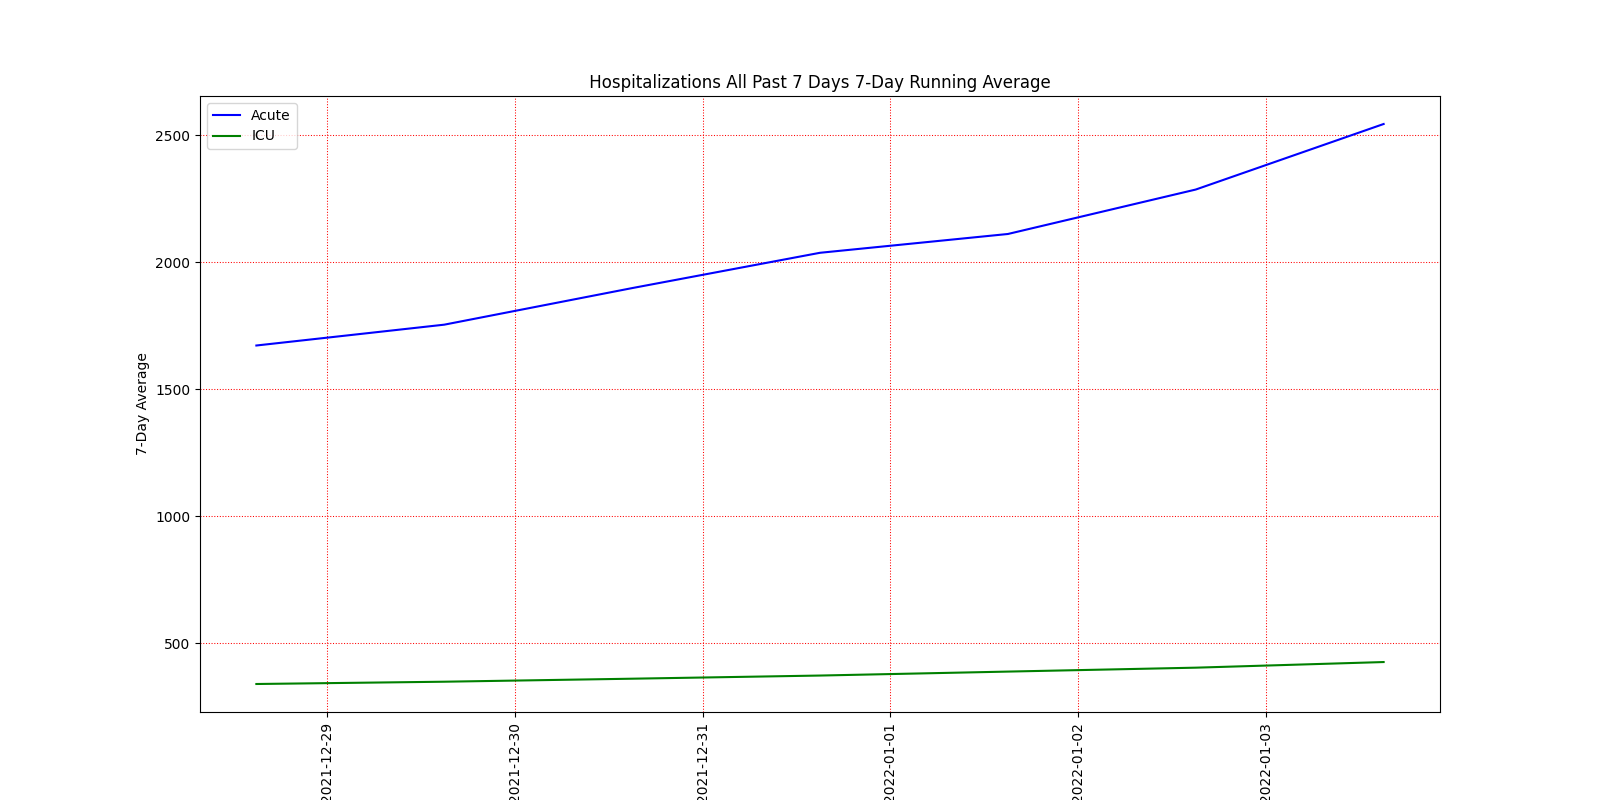 Hospitalizations All Past 7 Days 7-Day Running Average
Acute
ICU
7-Day Average
2500
2000
1500
1000
500
2021-12-29
2021-12-30
2021-12-31
2022-01-01
2022-01-02
2022-01-03